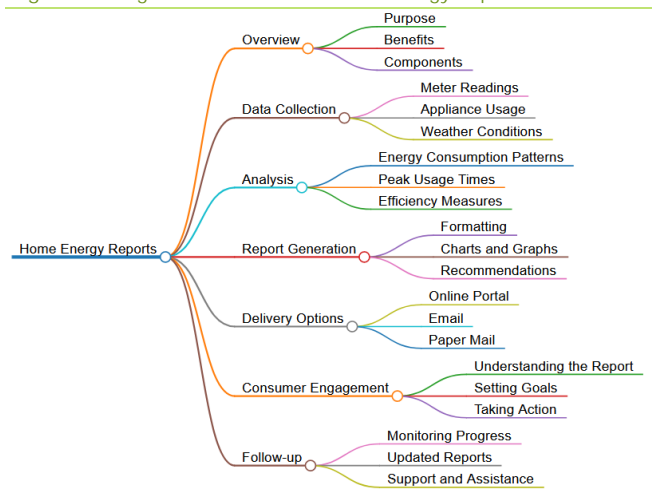 Home Energy Reports
Overview
Purpose
Benefits
Components
Data Collection
Meter Readings
Appliance Usage
Weather Conditions
Analysis
Energy Consumption Patterns
Peak Usage Times
Efficiency Measures
Report Generation
Formatting
Charts and Graphs
Recommendations
Delivery Options
Online Portal
Email
Paper Mail
Consumer Engagement
Understanding the Report
Setting Goals
Taking Action
Follow-up
Monitoring Progress
Updated Reports
Support and Assistance